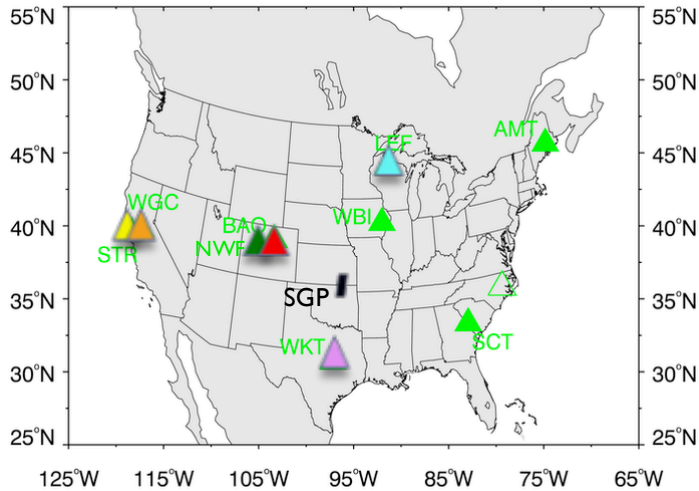 55°N 55°N
50°N 50°N
AMT
LEF
45°N 45°N
WGC
BAO WBI
40°N 40°N
STR NWF
SGP
35°N 35°N
WKT SCT
30°N 30°N
25°N 25°N
125°W 115°W 105°W 95°W 85°W 75°W 65°W